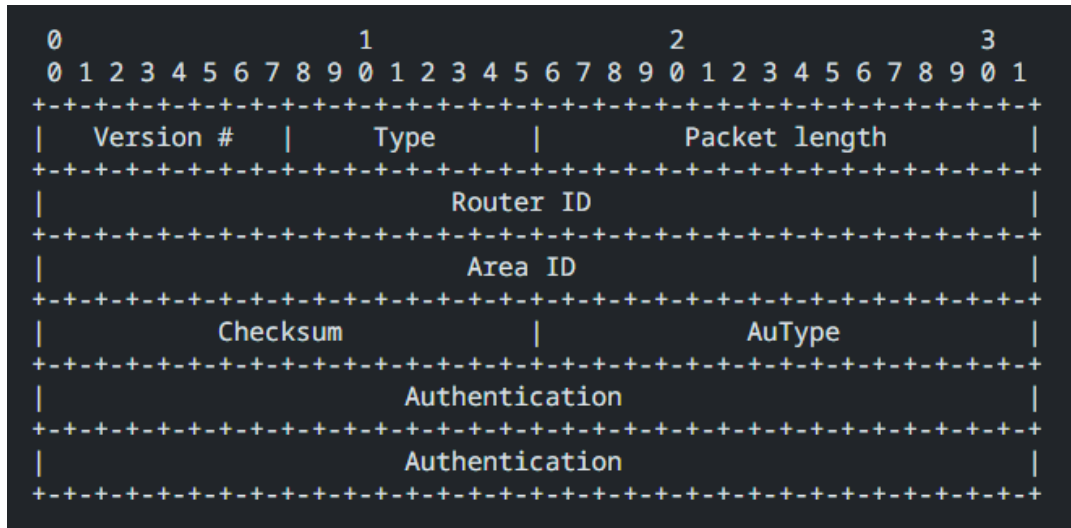 0                   1                   2                   3
 0 1 2 3 4 5 6 7 8 9 0 1 2 3 4 5 6 7 8 9 0 1 2 3 4 5 6 7 8 9 0 1
+-+-+-+-+-+-+-+-+-+-+-+-+-+-+-+-+-+-+-+-+-+-+-+-+-+-+-+-+-+-+-+-+
|   Version #   |     Type      |         Packet length         |
+-+-+-+-+-+-+-+-+-+-+-+-+-+-+-+-+-+-+-+-+-+-+-+-+-+-+-+-+-+-+-+-+
|                          Router ID                            |
+-+-+-+-+-+-+-+-+-+-+-+-+-+-+-+-+-+-+-+-+-+-+-+-+-+-+-+-+-+-+-+-+
|                           Area ID                             |
+-+-+-+-+-+-+-+-+-+-+-+-+-+-+-+-+-+-+-+-+-+-+-+-+-+-+-+-+-+-+-+-+
|           Checksum            |             AuType            |
+-+-+-+-+-+-+-+-+-+-+-+-+-+-+-+-+-+-+-+-+-+-+-+-+-+-+-+-+-+-+-+-+
|                       Authentication                          |
+-+-+-+-+-+-+-+-+-+-+-+-+-+-+-+-+-+-+-+-+-+-+-+-+-+-+-+-+-+-+-+-+
|                       Authentication                          |
+-+-+-+-+-+-+-+-+-+-+-+-+-+-+-+-+-+-+-+-+-+-+-+-+-+-+-+-+-+-+-+-+